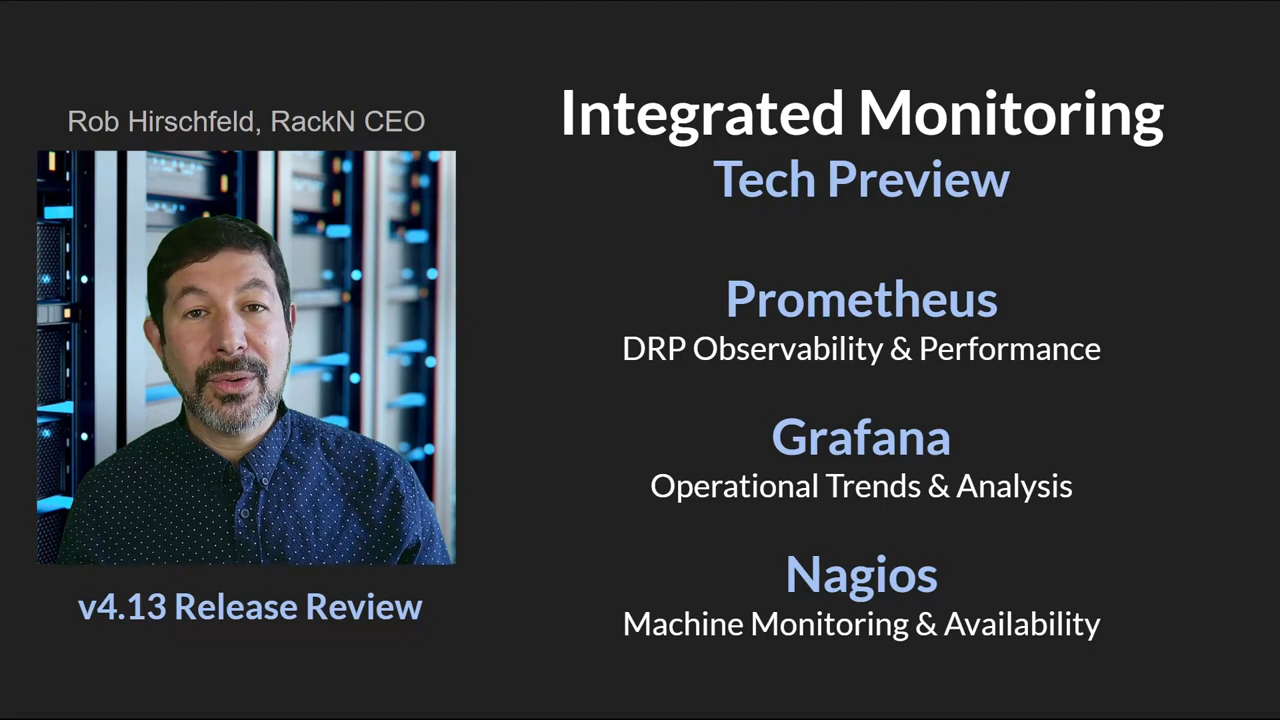 Rob Hirschfeld, RackN CEO
v4.13 Release Review
Integrated Monitoring
Tech Preview
Prometheus
DRP Observability & Performance
Grafana
Operational Trends & Analysis
Nagios
Machine Monitoring & Availability